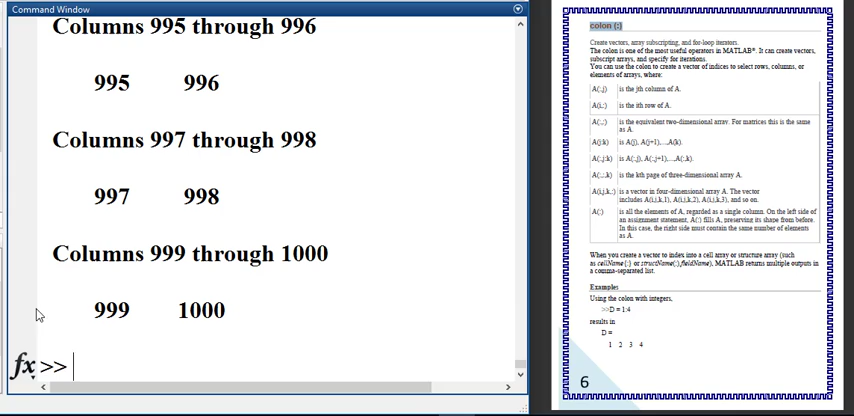 Command Window
Columns 995 through 996
995 996
Columns 997 through 998
997 998
Columns 999 through 1000
999 1000
fx >>
colon (:)
Create vectors, array subscripting, and for-loop iterators.
The colon is one of the most useful operators in MATLAB®. It can create vectors,
subscript arrays, and specify for iterations.
You can use the colon to create a vector of indices to select rows, columns, or
elements of arrays, where:
A(:,j) is the jth column of A.
A(i,:) is the ith row of A.
A(:,:) is the equivalent two-dimensional array. For matrices this is the same
as A.
A(j:k) is A(j), A(j+1),...,A(k).
A(:,j:k) is A(:,j), A(:,j+1),...,A(:,k).
A(:,:,k) is the kth page of three-dimensional array A.
A(i,j,k,:) is a vector in four-dimensional array A. The vector
includes A(i,j,k,1), A(i,j,k,2), A(i,j,k,3), and so on.
A(:) is all the elements of A, regarded as a single column. On the left side of
an assignment statement, A(:) fills A, preserving its shape from before.
In this case, the right side must contain the same number of elements
as A.
When you create a vector to index into a cell array or structure array (such
as cellName{:} or structName(:).fieldName), MATLAB returns multiple outputs in
a comma-separated list.
Examples
Using the colon with integers,
>>D = 1:4
results in
D =
1 2 3 4
6